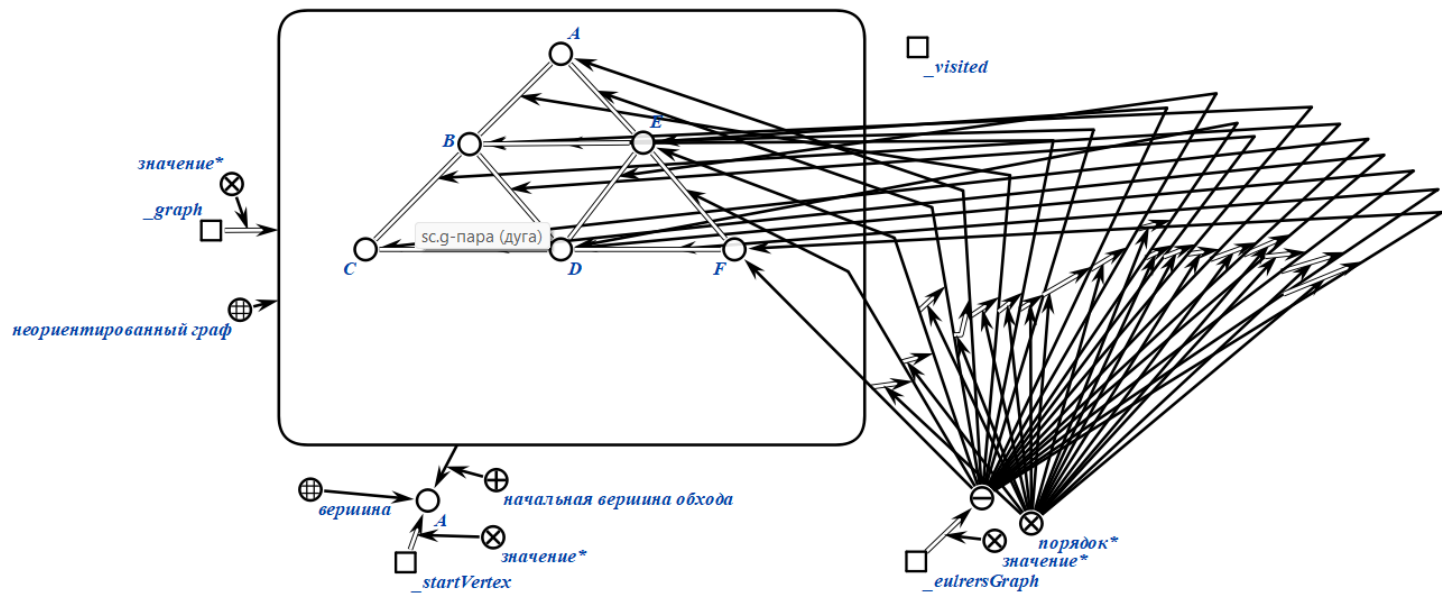 A
_visited
E
B
значение*
_graph
sc.g-пара (дуга)
C
D
F
неориентированный граф
начальная вершина обхода
вершина
A
порядок*
значение*
значение*
_startVertex
_eulrersGraph